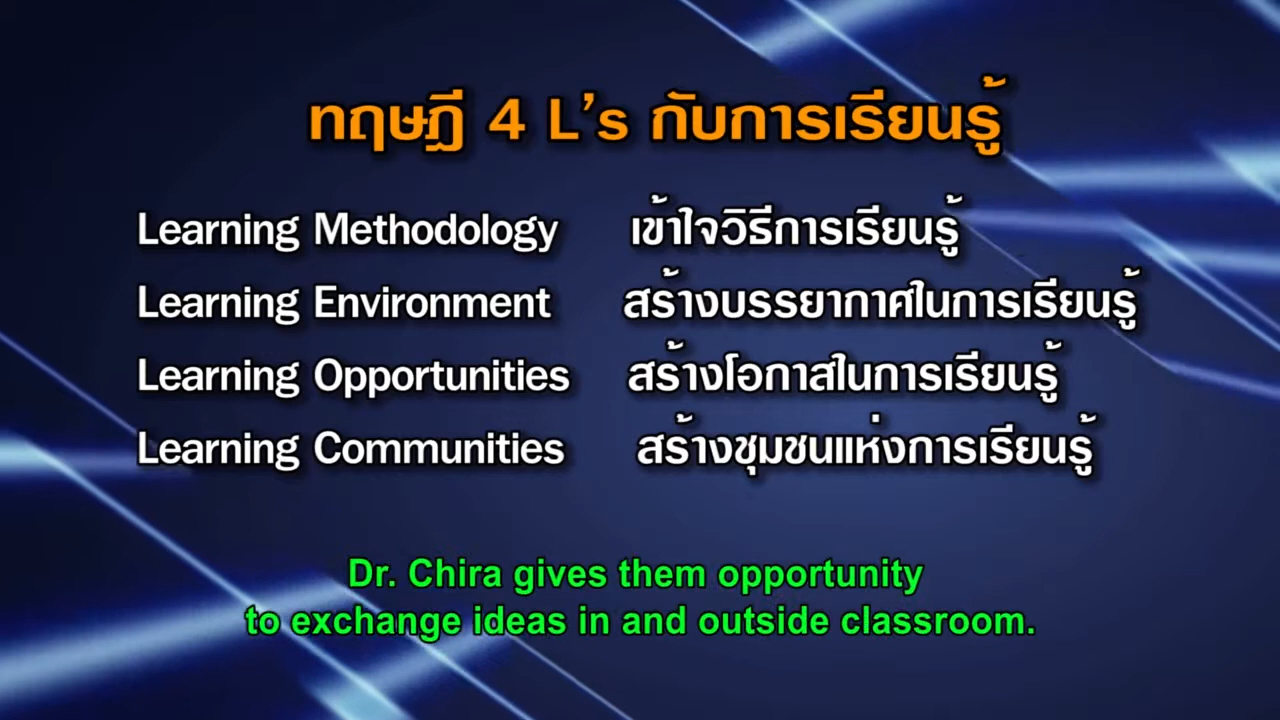 ทฤษฎี 4 L's กับการเรียนรู้
Learning Methodology เข้าใจวิธีการเรียนรู้
Learning Environment สร้างบรรยากาศในการเรียนรู้
Learning Opportunities สร้างโอกาสในการเรียนรู้
Learning Communities สร้างชุมชนแห่งการเรียนรู้
Dr. Chira gives them opportunity
to exchange ideas in and outside classroom.